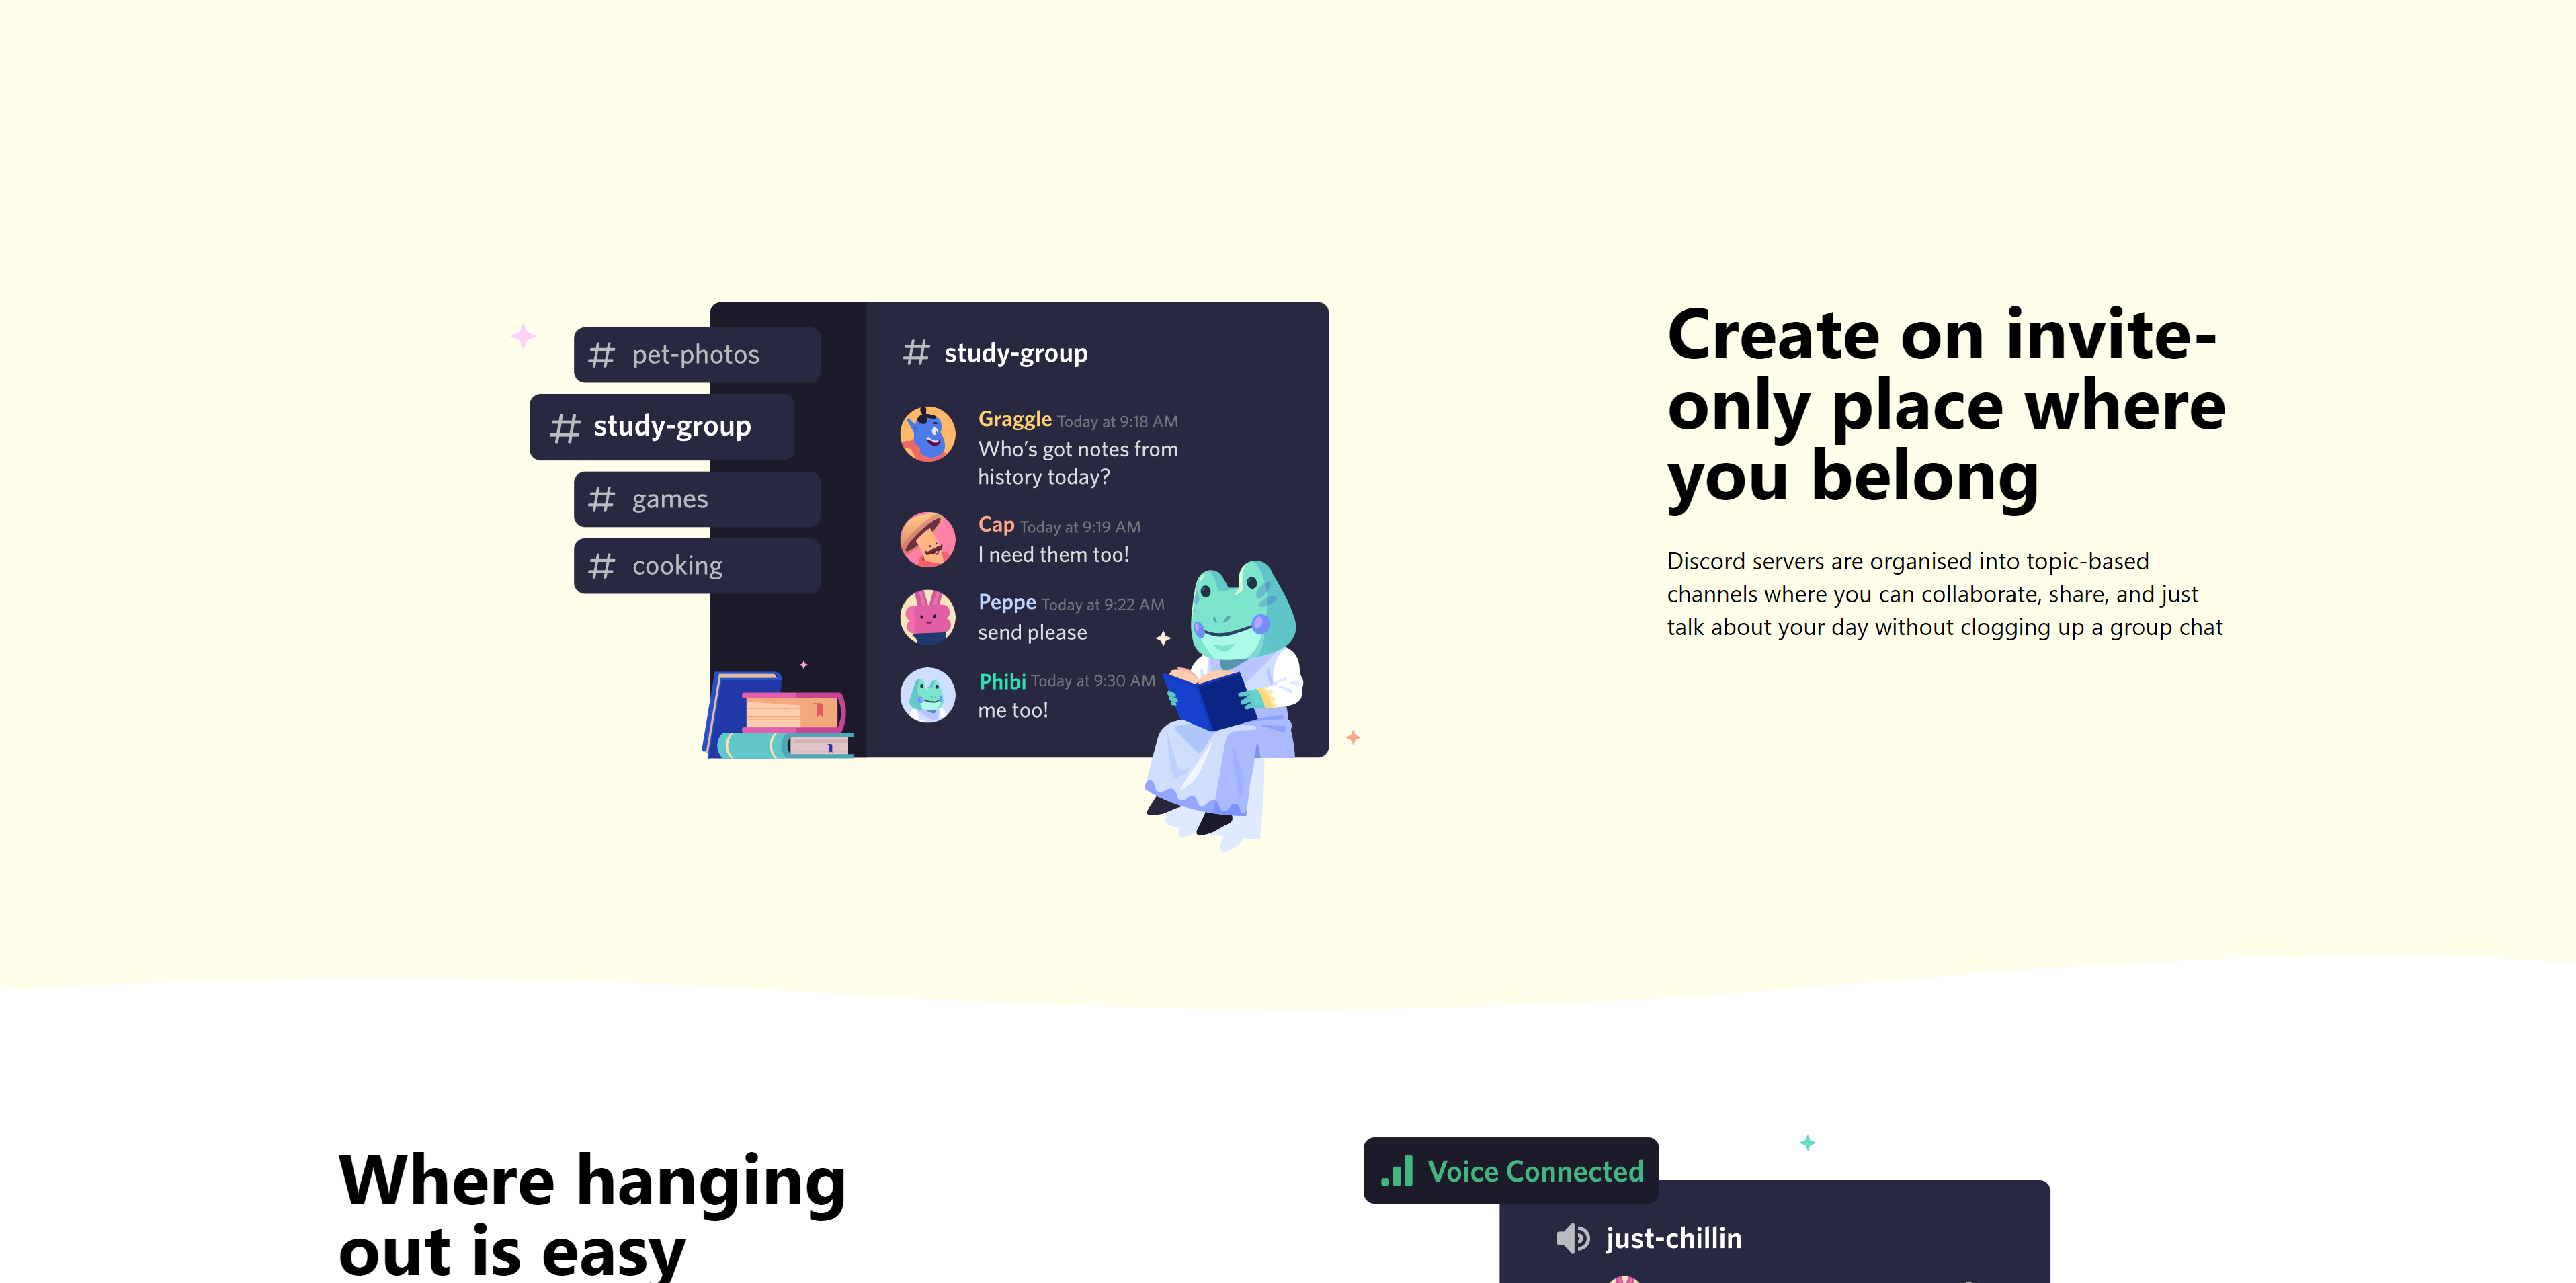 # pet-photos
# study-group
# games
# cooking
# study-group
Graggle Today at 9:18 AM
Who’s got notes from
history today?
Cap Today at 9:19 AM
I need them too!
Peppe Today at 9:22 AM
send please
Phibi Today at 9:30 AM
me too!
Create on invite-
only place where
you belong
Discord servers are organised into topic-based
channels where you can collaborate, share, and just
talk about your day without clogging up a group chat
Where hanging
out is easy
Voice Connected
just-chillin